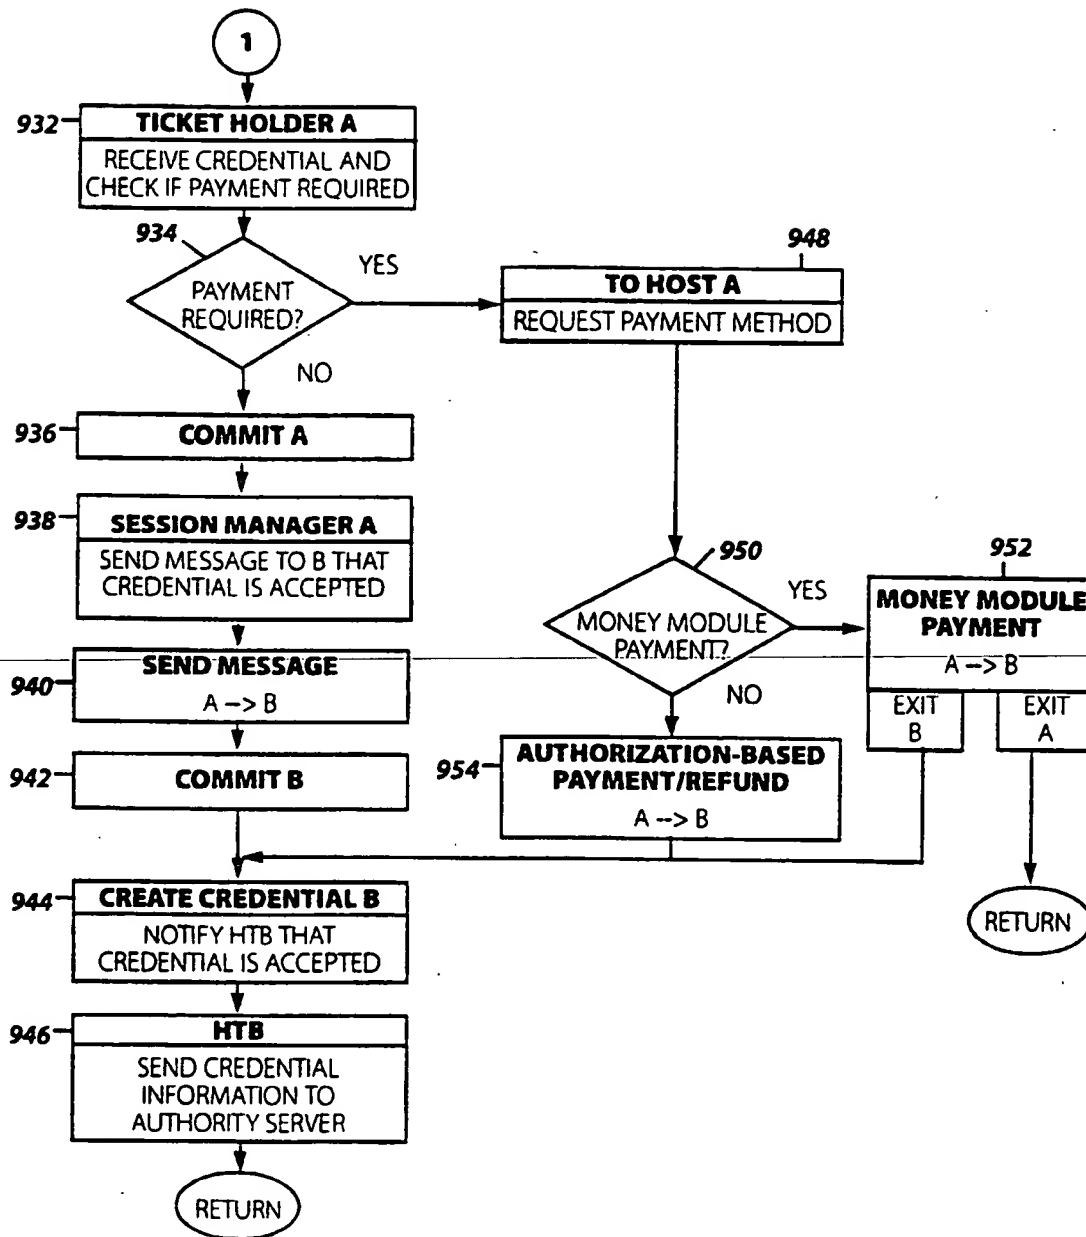 1
932
TICKET HOLDER A
RECEIVE CREDENTIAL AND
CHECK IF PAYMENT REQUIRED
934
PAYMENT
REQUIRED?
YES
NO
948
TO HOST A
REQUEST PAYMENT METHOD
936
COMMIT A
938
SESSION MANAGER A
SEND MESSAGE TO B THAT
CREDENTIAL IS ACCEPTED
950
MONEY MODULE
PAYMENT?
YES
NO
952
MONEY MODULE
PAYMENT
A --> B
EXIT
B
EXIT
A
940
SEND MESSAGE
A --> B
942
COMMIT B
954
AUTHORIZATION-BASED
PAYMENT/REFUND
A --> B
944
CREATE CREDENTIAL B
NOTIFY HTB THAT
CREDENTIAL IS ACCEPTED
RETURN
946
HTB
SEND CREDENTIAL
INFORMATION TO
AUTHORITY SERVER
RETURN